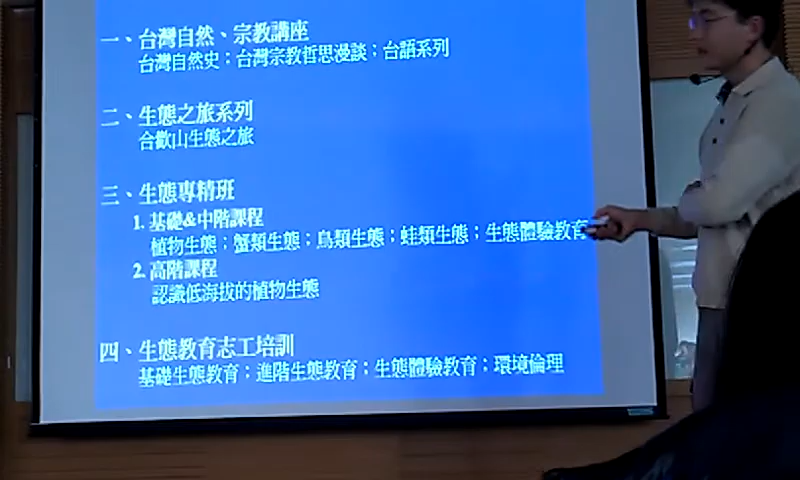 一、台灣自然、宗教講座
台灣自然史；台灣宗教哲思漫談；台語系列
二、生態之旅系列
合歡山生態之旅
三、生態專精班
1. 基礎&中階課程
植物生態；蟹類生態；鳥類生態；蛙類生態；生態體驗教育
2. 高階課程
認識低海拔的植物生態
四、生態教育志工培訓
基礎生態教育；進階生態教育；生態體驗教育；環境倫理